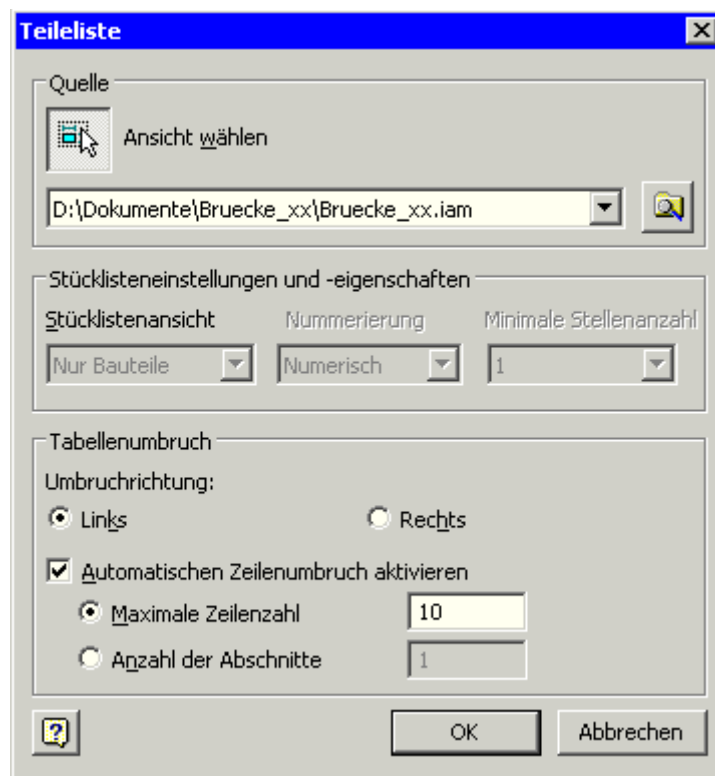 Teileliste
Quelle
Ansicht wählen
D:\Dokumente\Bruecke_xx\Bruecke_xx.iam
Stücklisteneinstellungen und -eigenschaften
Stücklistenansicht Nummerierung Minimale Stellenanzahl
Nur Bauteile Numerisch 1
Tabellenumbruch
Umbruchrichtung:
Links Rechts
Automatischen Zeilenumbruch aktivieren
Maximale Zeilenzahl 10
Anzahl der Abschnitte 1
? OK Abbrechen